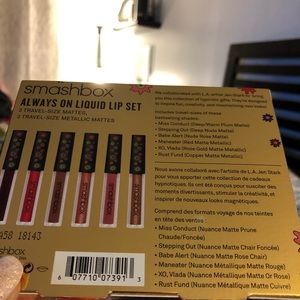 smashbox
ALWAYS ON LIQUID LIP SET
3 TRAVEL-SIZE MATTES,
3 TRAVEL-SIZE METALLIC MATTES
We collaborated with L.A. artist Jen Stark to bring
you this collection of hypnotic gifts. They're designed
to inspire fun, creativity, and mesmerizing new looks!
Includes travel-sizes of these
bestselling shades:
• Miss Conduct (Deep/Warm Plum Matte)
• Stepping Out (Deep Nude Matte)
• Babe Alert (Nude Rose Matte)
• Maneater (Red Metallic Matte)
• XO, Vlada (Rose Gold Metallic Matte)
• Rust Fund (Copper Metallic Matte)
Nous avons collaboré avec l'artiste de L.A. Jen Stark
pour vous apporter cette collection de cadeaux
hypnotiques. Ils ont été conçus pour susciter des
moments divertissants, stimuler la créativité, et
inspirer de nouveaux looks magnétiques.
Comprend des formats voyage de nos teintes
en tête des ventes :
• Miss Conduct (Nuance Matte Prune
Chaude/Foncée)
• Stepping Out (Nuance Matte Chair Foncée)
• Babe Alert (Nuance Matte Chair Rose)
• Maneater (Nuance Métallique Matte Rouge)
• XO, Vlada (Nuance Métallique Matte Or Rose)
• Rust Fund (Nuance Métallique Matte Cuivre)
A58 18143
smashbox
6 07710 07391 3